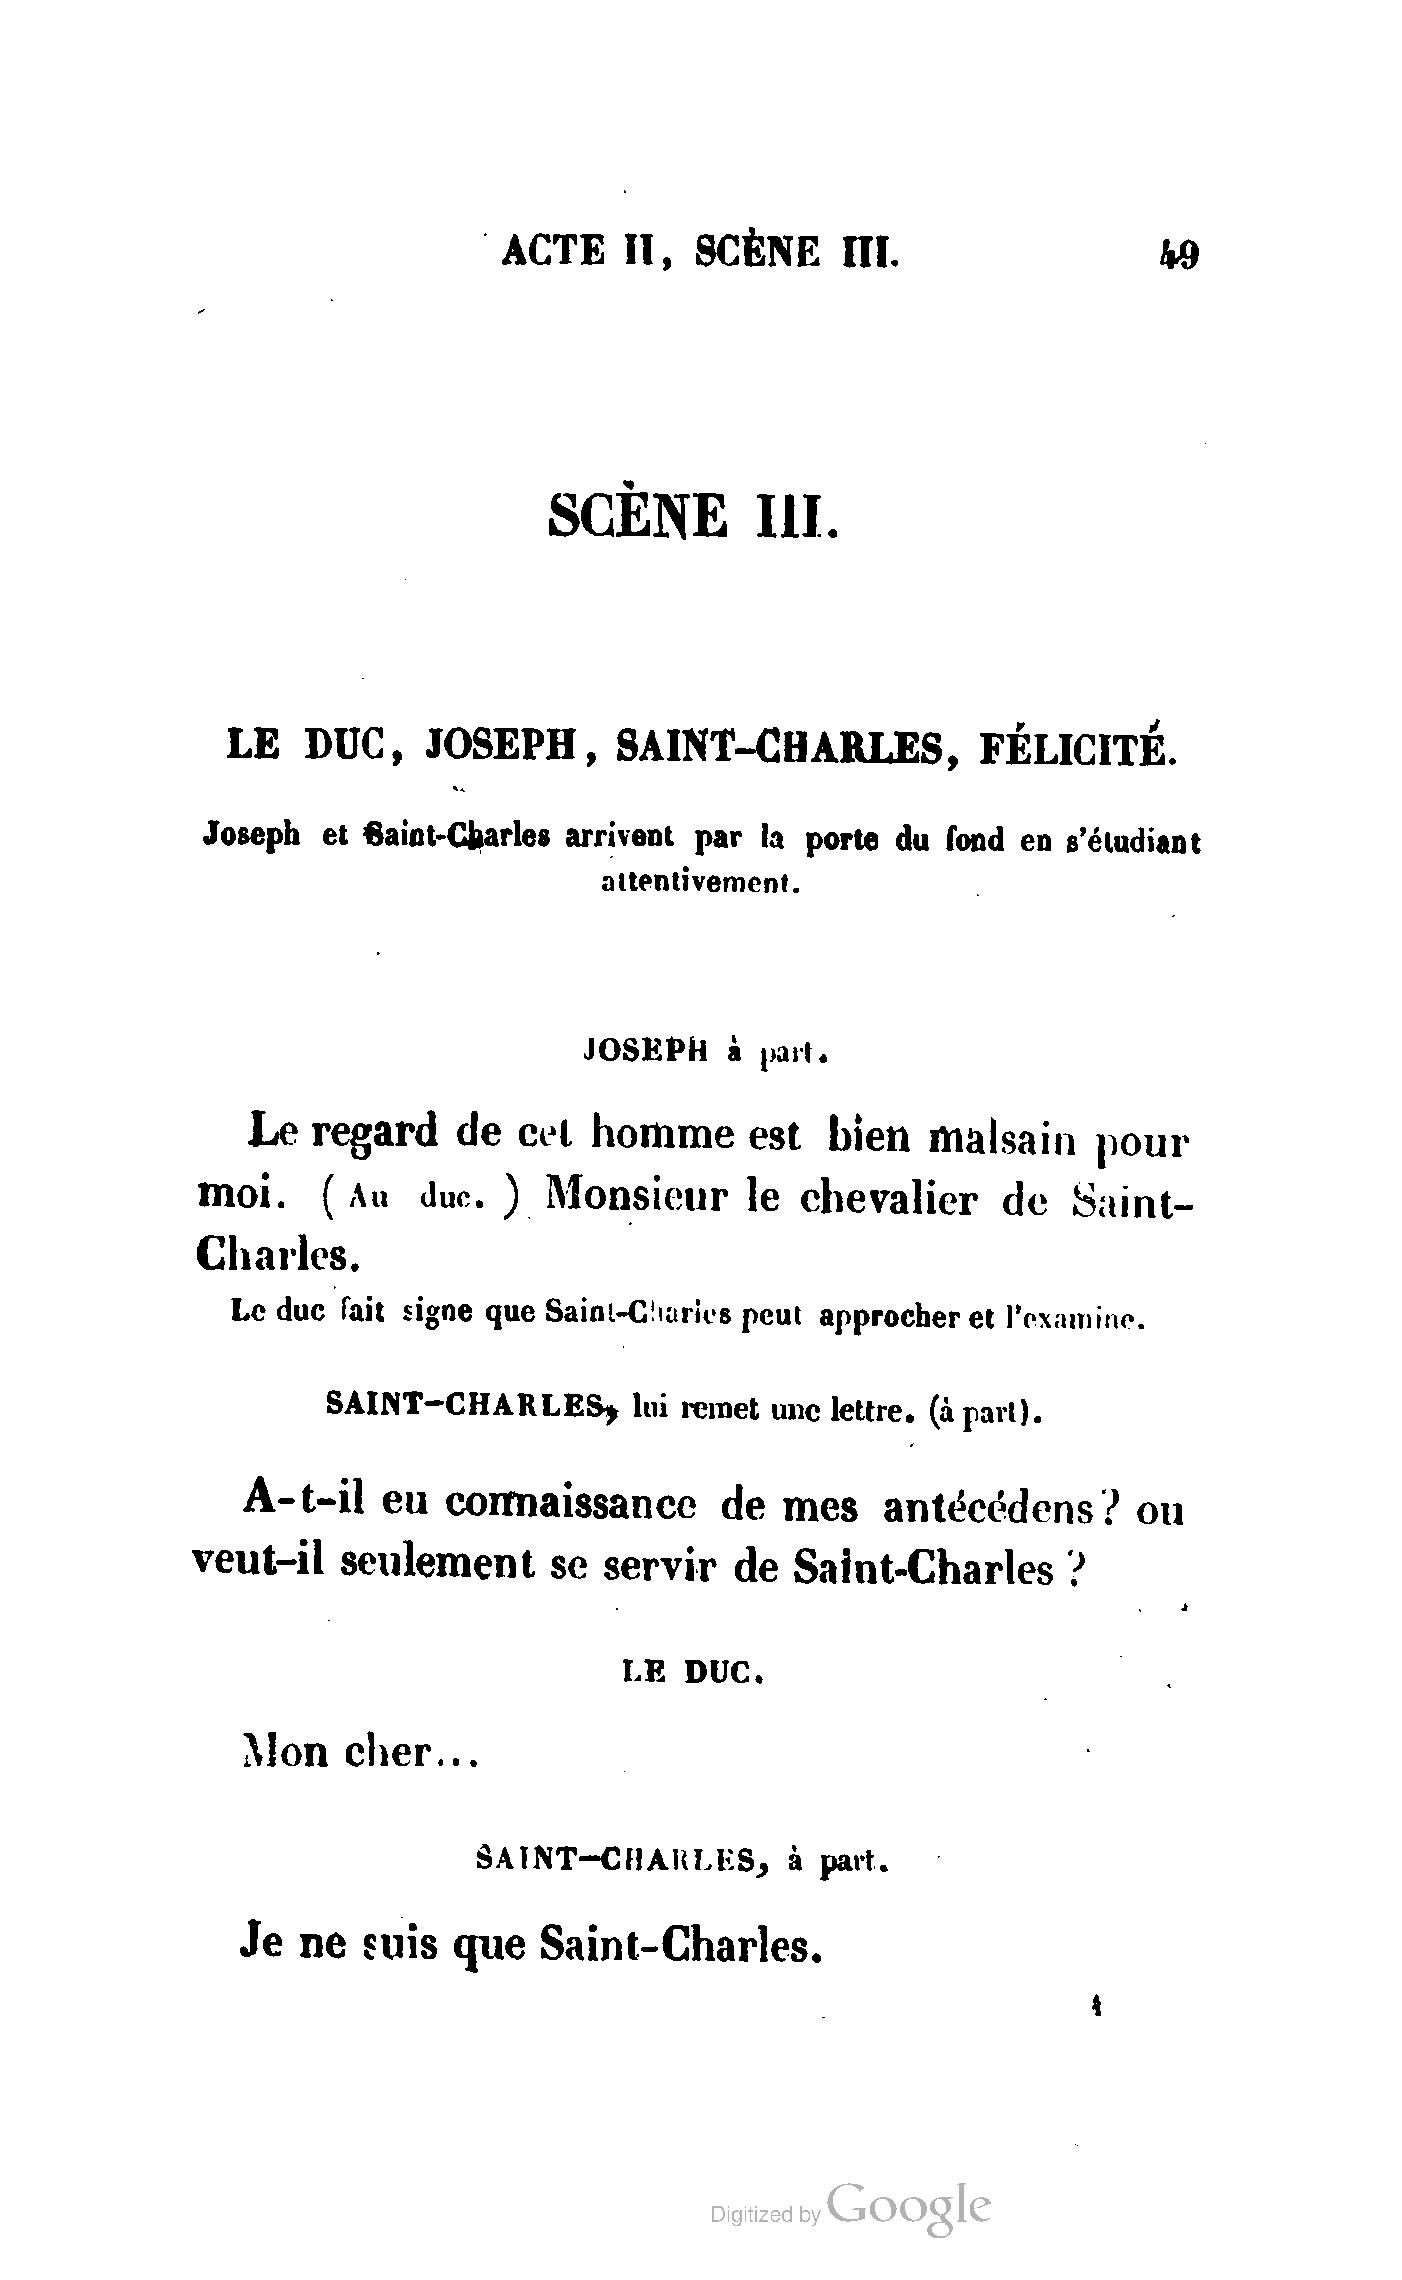 ACTE II, SCÈNE III. 49
SCÈNE III.
LE DUC, JOSEPH, SAINT-CHARLES, FÉLICITÉ.
Joseph et Saint-Charles arrivent par la porte du fond en s'étudiant
attentivement.
JOSEPH à part.
Le regard de cet homme est bien malsain pour
moi. (Au duc.) Monsieur le chevalier de Saint-
Charles.
Le duc fait signe que Saint-Charles peut approcher et l'examine.
SAINT-CHARLES, lui remet une lettre. (à part).
A-t-il eu connaissance de mes antécédens? ou
veut-il seulement se servir de Saint-Charles?
LE DUC.
Mon cher...
SAINT-CHARLES, à part.
Je ne suis que Saint-Charles.
4
Digitized by Google